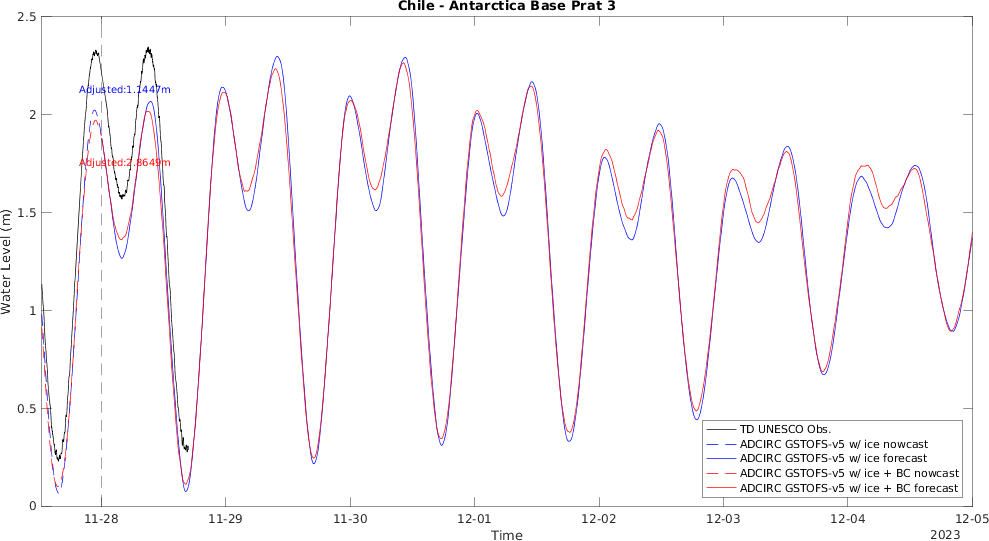 Chile - Antarctica Base Prat 3
2.5
2
1.5
1
0.5
0
Water Level (m)
Adjusted:1.1447m
Adjusted:2.8649m
TD UNESCO Obs.
ADCIRC GSTOFS-v5 w/ ice nowcast
ADCIRC GSTOFS-v5 w/ ice forecast
ADCIRC GSTOFS-v5 w/ ice + BC nowcast
ADCIRC GSTOFS-v5 w/ ice + BC forecast
11-28
11-29
11-30
12-01
12-02
12-03
12-04
12-05
Time
2023